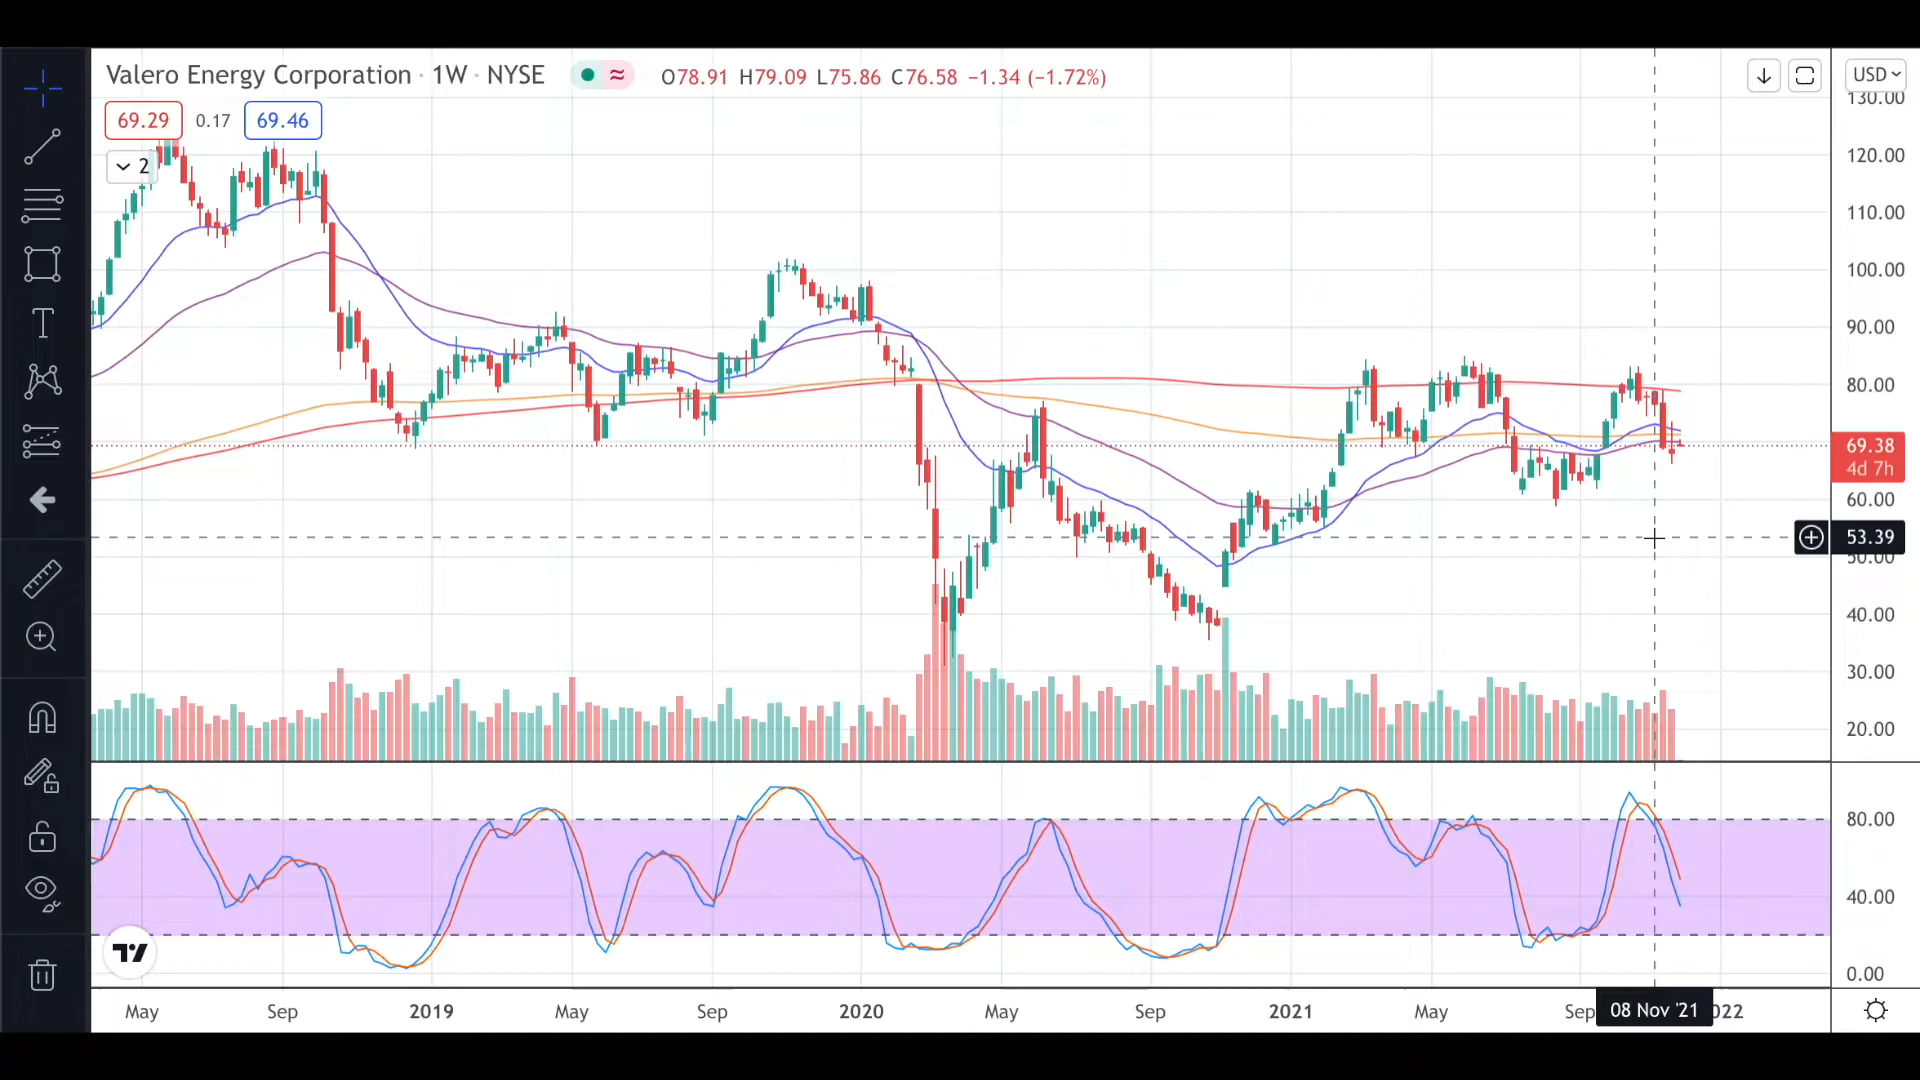 Valero Energy Corporation · 1W · NYSE
O78.91 H79.09 L75.86 C76.58 −1.34 (−1.72%)
USD
69.29 0.17 69.46
2
130.00
120.00
110.00
100.00
90.00
80.00
69.38
4d 7h
60.00
53.39
50.00
40.00
30.00
20.00
80.00
40.00
0.00
May Sep 2019 May Sep 2020 May Sep 2021 May Sep 08 Nov '21 2022